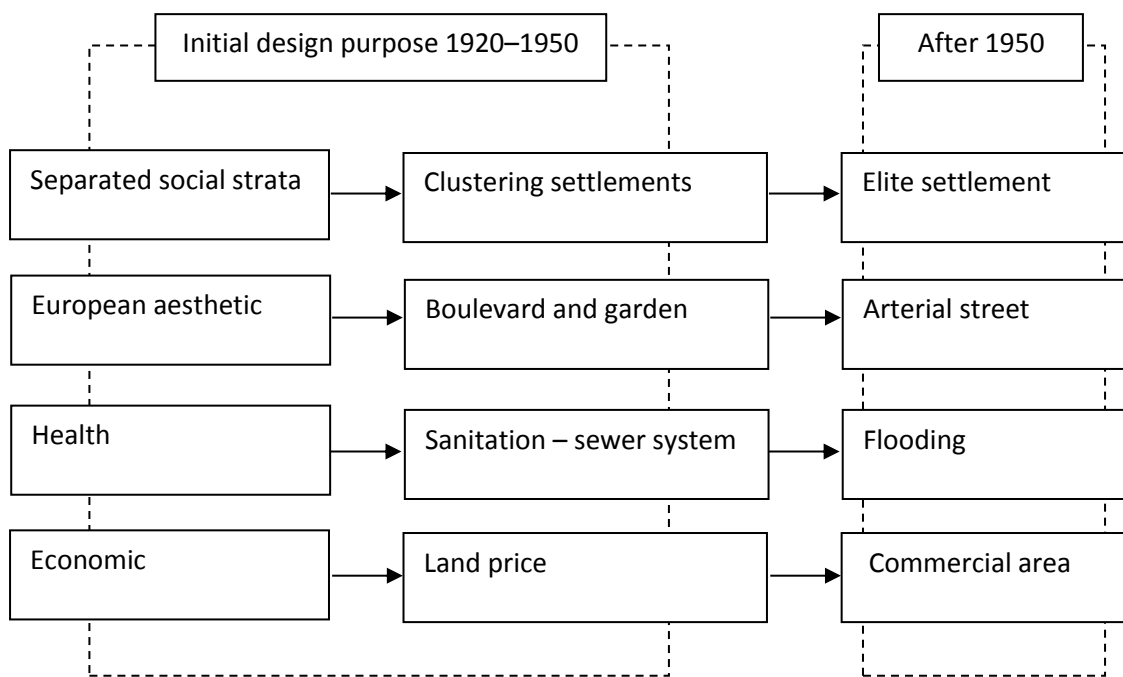 Initial design purpose 1920–1950
After 1950
Separated social strata
Clustering settlements
Elite settlement
European aesthetic
Boulevard and garden
Arterial street
Health
Sanitation – sewer system
Flooding
Economic
Land price
Commercial area